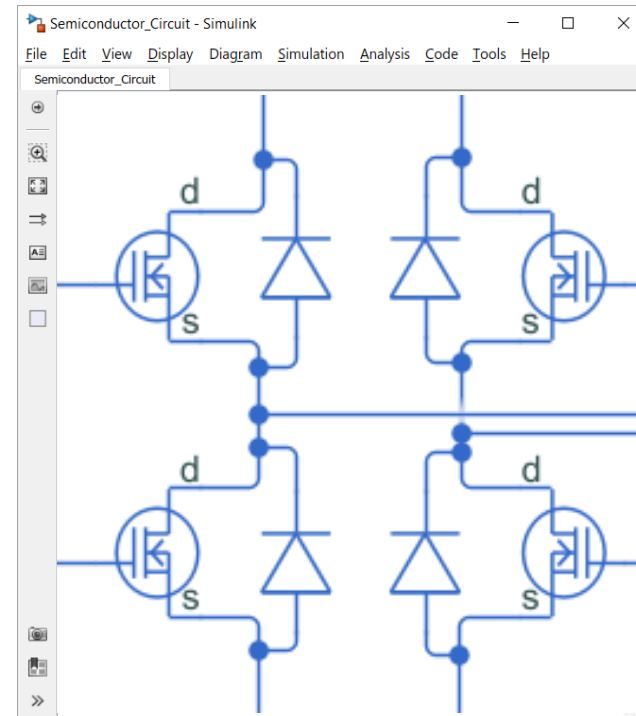 Semiconductor_Circuit - Simulink
File Edit View Display Diagram Simulation Analysis Code Tools Help
Semiconductor_Circuit
d d
s s
d d
s s